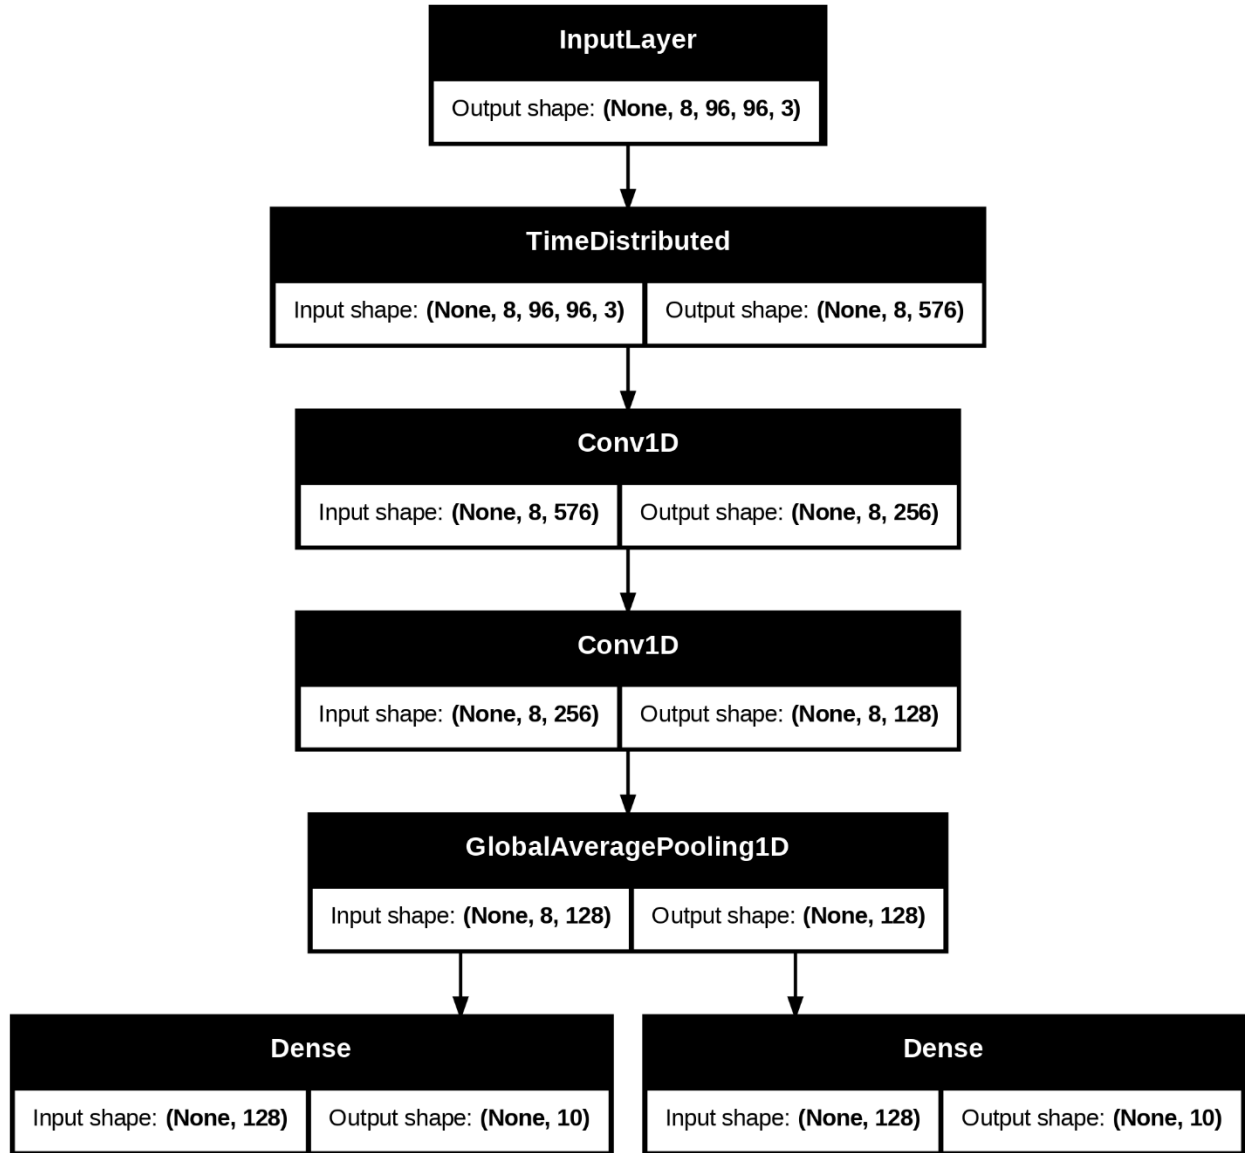 InputLayer
Output shape: (None, 8, 96, 96, 3)
TimeDistributed
Input shape: (None, 8, 96, 96, 3) Output shape: (None, 8, 576)
Conv1D
Input shape: (None, 8, 576) Output shape: (None, 8, 256)
Conv1D
Input shape: (None, 8, 256) Output shape: (None, 8, 128)
GlobalAveragePooling1D
Input shape: (None, 8, 128) Output shape: (None, 128)
Dense
Input shape: (None, 128) Output shape: (None, 10)
Dense
Input shape: (None, 128) Output shape: (None, 10)